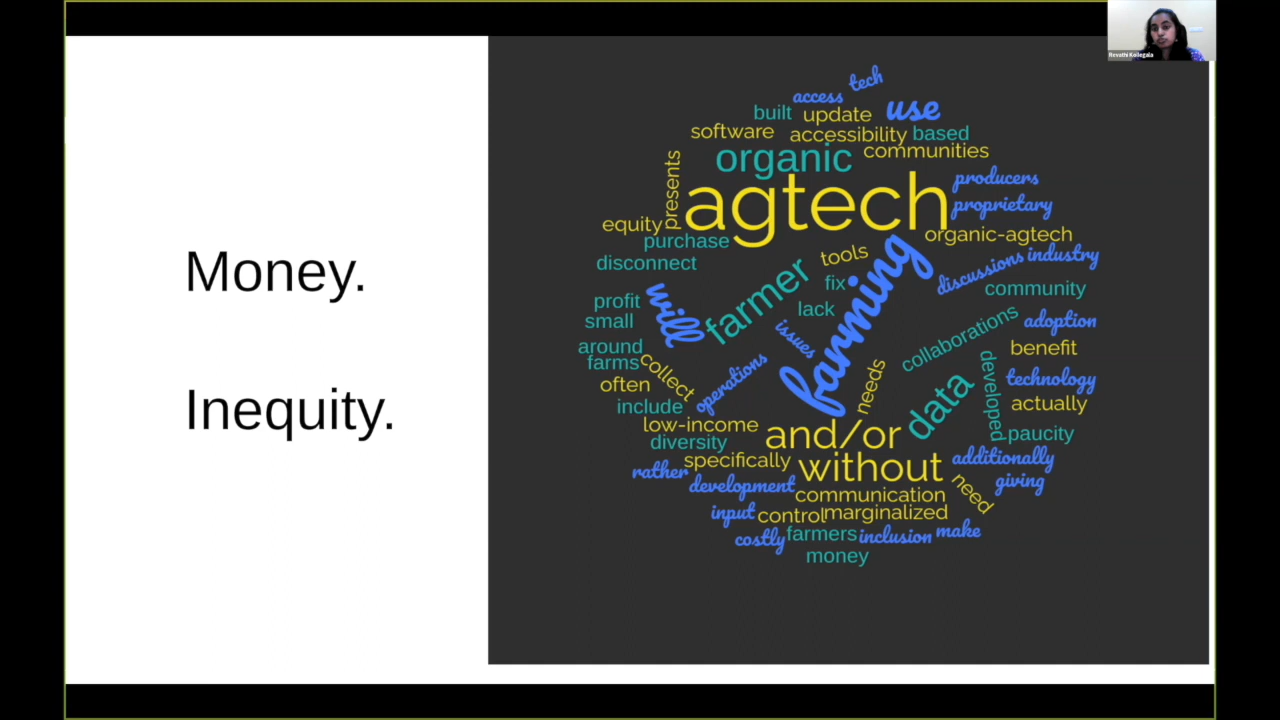 Revathi Kollegala
Money.
Inequity.
tech
access
use
built
update
software
accessibility
based
organic
communities
presents
agtech
producers
proprietary
equity
purchase
organic-agtech
disconnect
tools
farming
discussions
industry
farmer
fix
community
profit
will
small
lack
issues
collaborations
adoption
around
farms
collect
operations
needs
developed
benefit
often
technology
include
data
actually
low-income
and/or
paucity
diversity
specifically
without
additionally
rather
development
need
giving
communication
input
control
marginalized
costly
farmers
inclusion
make
money